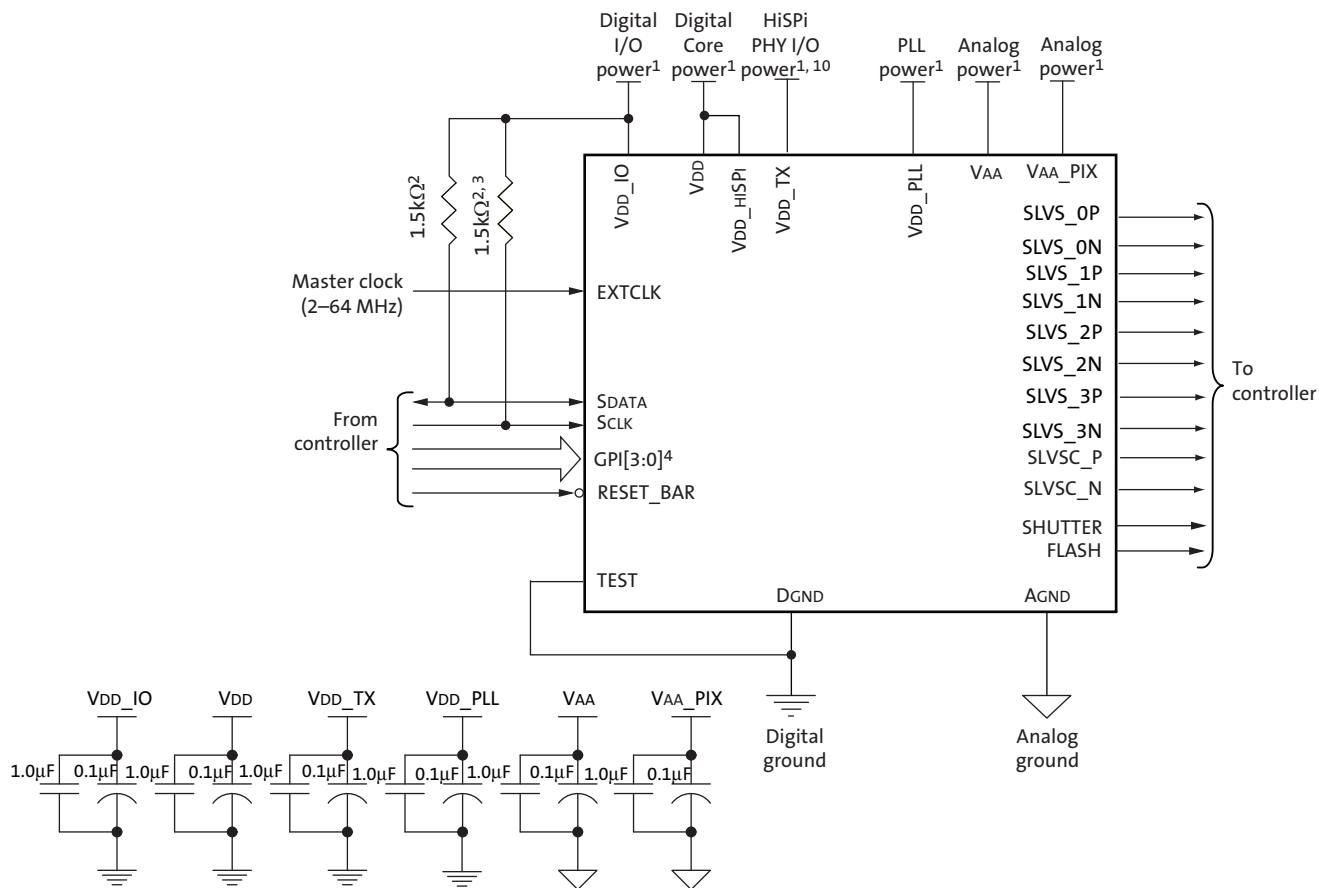 Digital
I/O
power1
Digital
Core
power1
HiSPi
PHY I/O
power1, 10
PLL
power1
Analog
power1
Analog
power1
1.5kΩ2
1.5kΩ2, 3
VDD_IO
VDD
VDD_HiSPi
VDD_TX
VDD_PLL
VAA
VAA_PIX
Master clock
(2–64 MHz)
EXTCLK
From
controller
SDATA
SCLK
GPI[3:0]4
RESET_BAR
TEST
DGND
AGND
SLVS_0P
SLVS_0N
SLVS_1P
SLVS_1N
SLVS_2P
SLVS_2N
SLVS_3P
SLVS_3N
SLVSC_P
SLVSC_N
SHUTTER
FLASH
To
controller
Digital
ground
Analog
ground
VDD_IO
VDD
VDD_TX
VDD_PLL
VAA
VAA_PIX
1.0µF 0.1µF 1.0µF 0.1µF 1.0µF 0.1µF 1.0µF 0.1µF 1.0µF 0.1µF 1.0µF 0.1µF